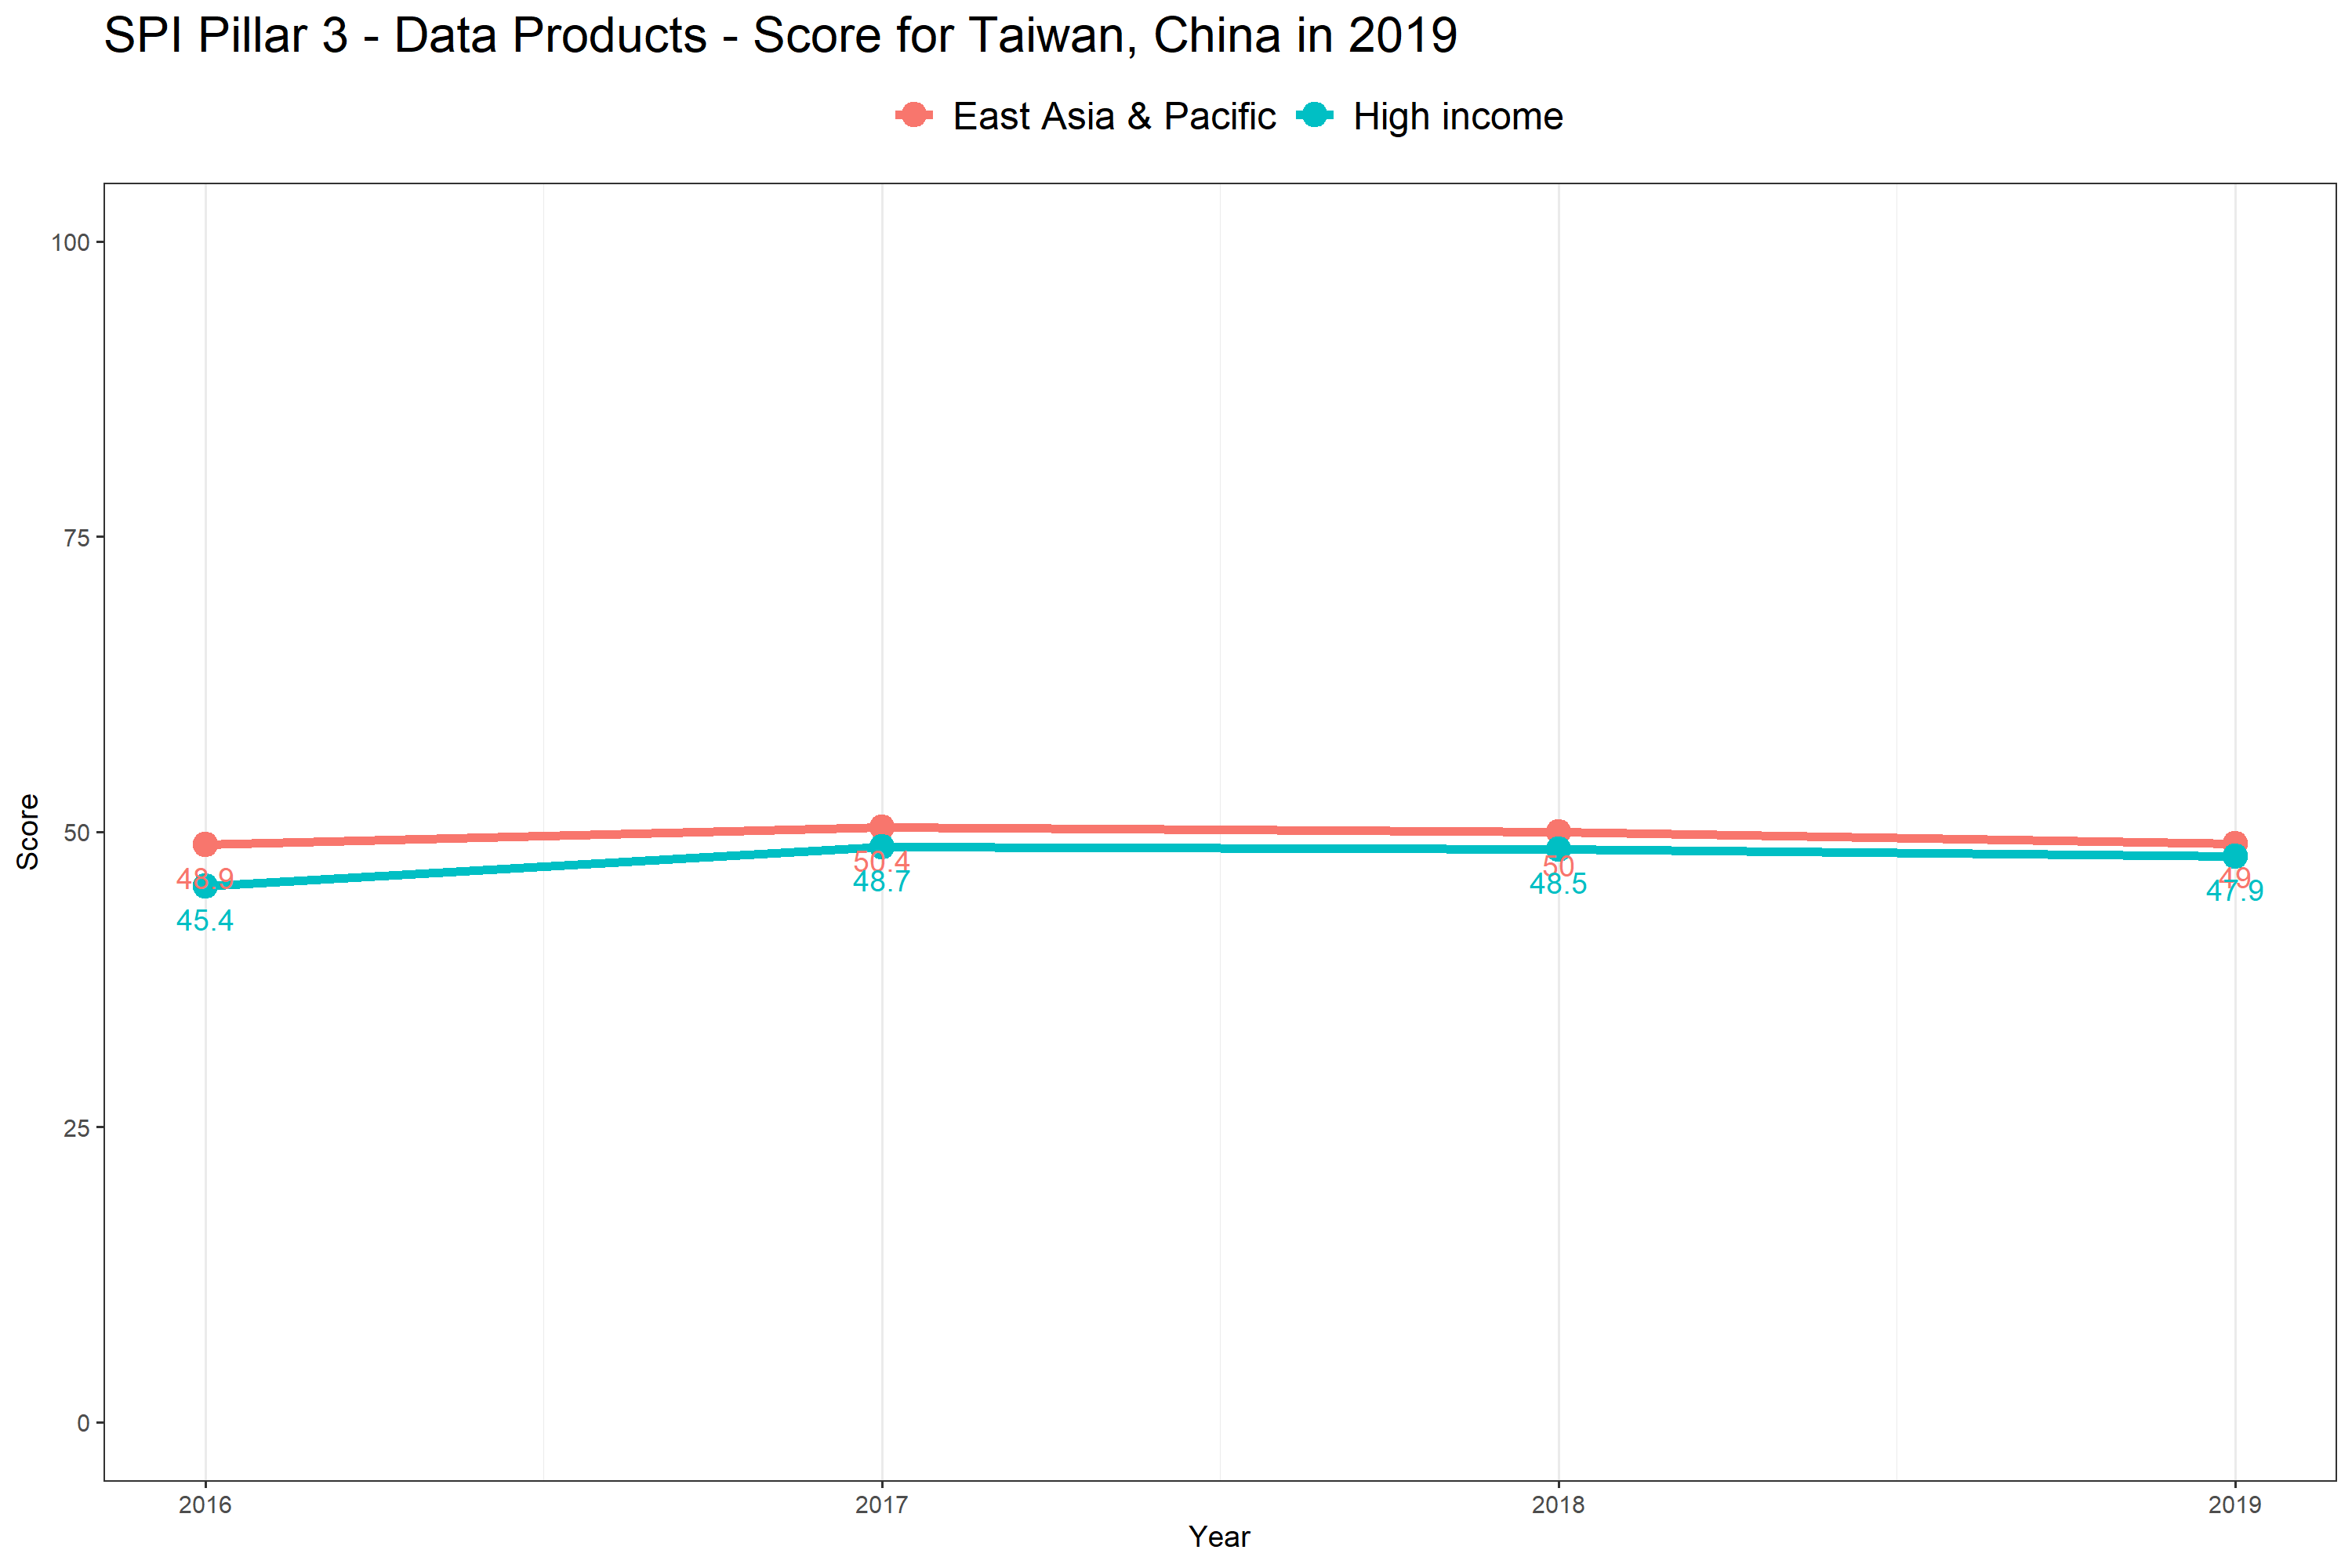 SPI Pillar 3 - Data Products - Score for Taiwan, China in 2019
East Asia & Pacific High income
100
75
50
25
0
Score
48.9
45.4
50.4
48.7
50
48.5
49
47.9
2016 2017 2018 2019
Year